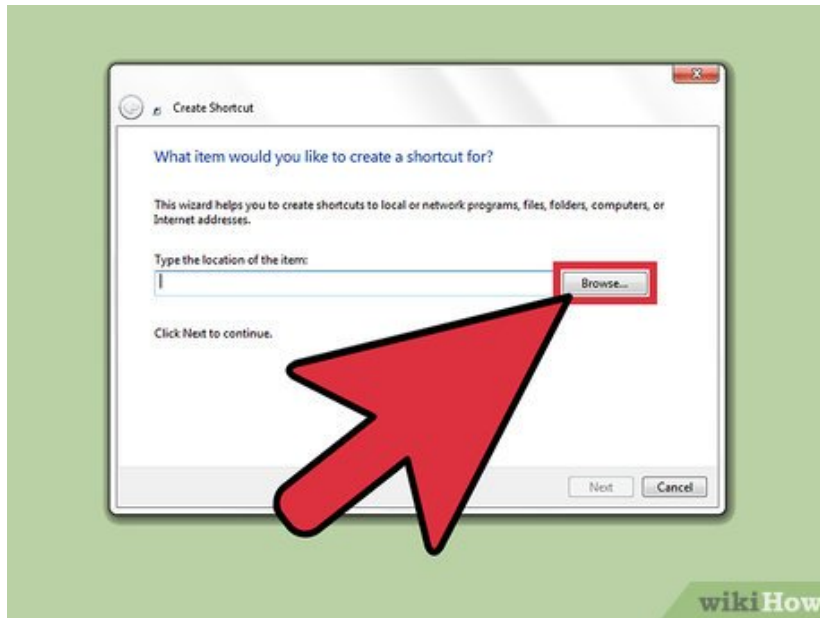 Create Shortcut
What item would you like to create a shortcut for?
This wizard helps you to create shortcuts to local or network programs, files, folders, computers, or
Internet addresses.
Type the location of the item:
Browse...
Click Next to continue.
Next Cancel
wikiHow